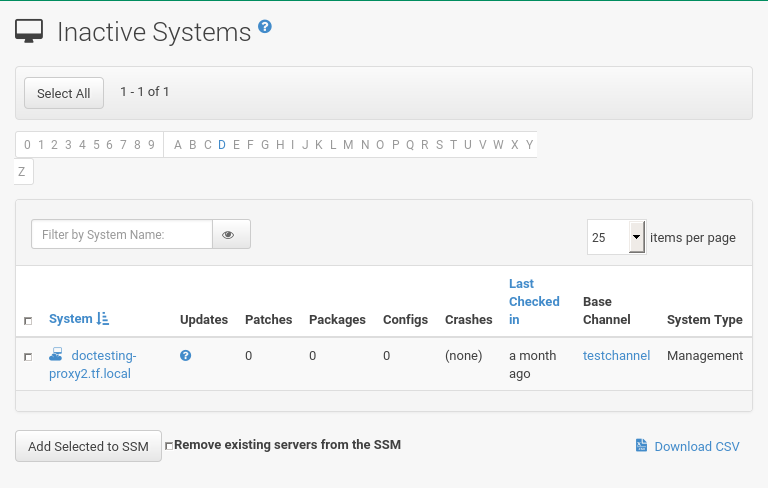 Inactive Systems
Select All 1 - 1 of 1
0 1 2 3 4 5 6 7 8 9 A B C D E F G H I J K L M N O P Q R S T U V W X Y
Z
Filter by System Name: 25 items per page
System Updates Patches Packages Configs Crashes Last Checked in Base Channel System Type
doctesting-proxy2.tf.local 0 0 0 (none) a month ago testchannel Management
Add Selected to SSM Remove existing servers from the SSM Download CSV